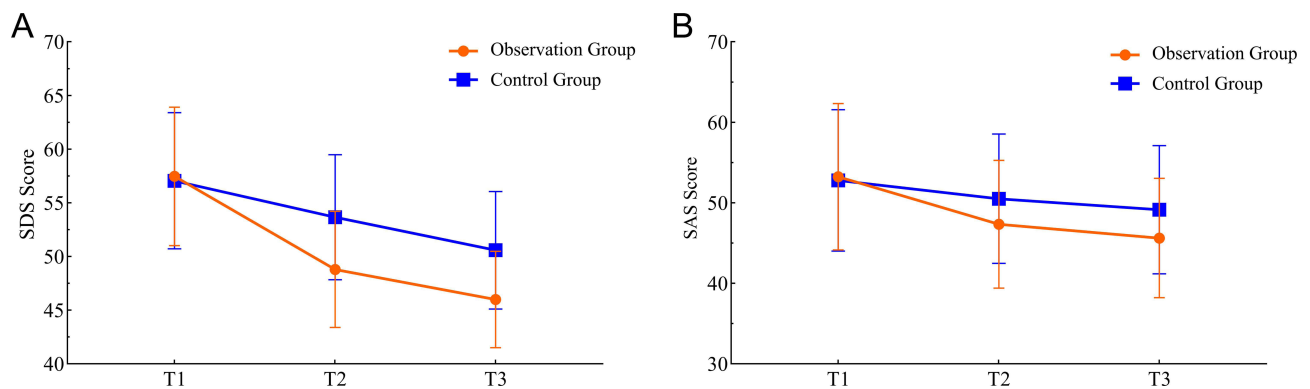 A
70
65
60
55
50
45
40
SDS Score
T1 T2 T3
Observation Group
Control Group
B
70
60
50
40
30
SAS Score
T1 T2 T3
Observation Group
Control Group